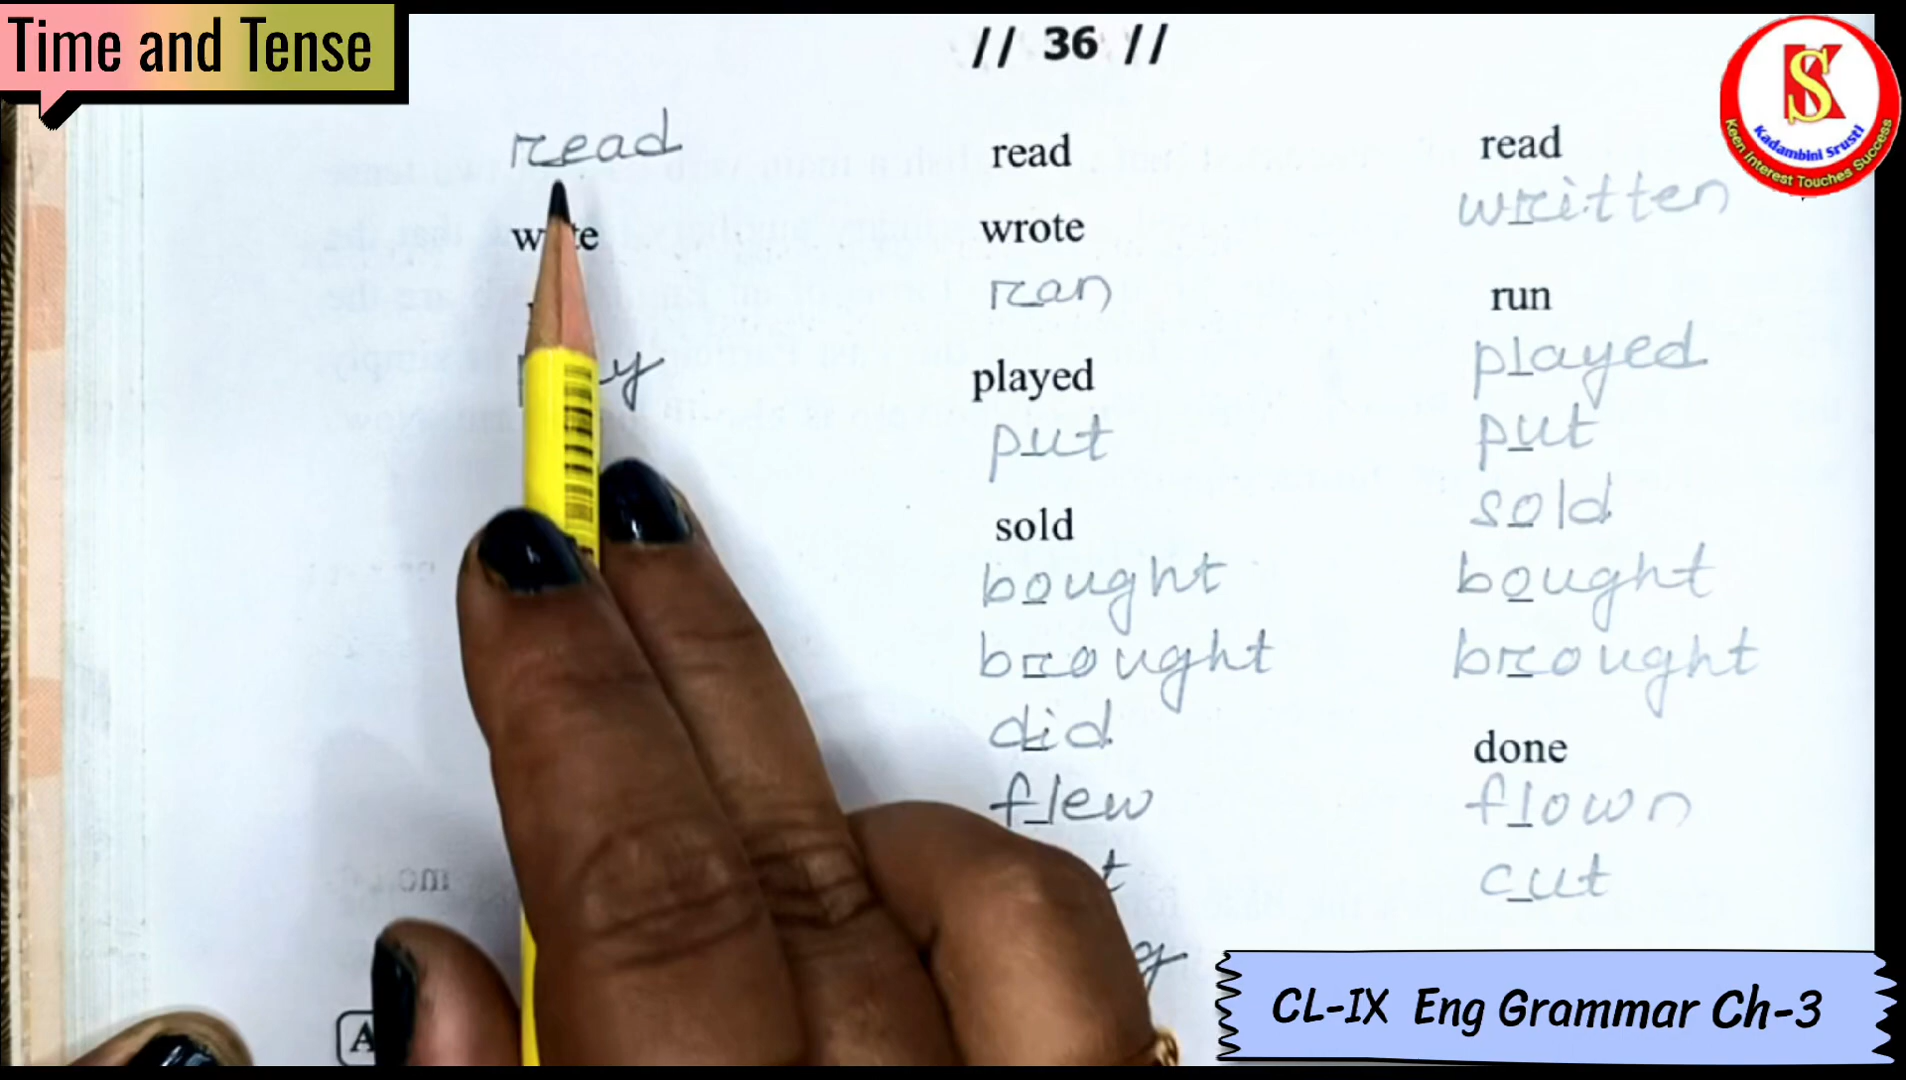 Time and Tense
// 36 //
read read read
wrote written
ran run
played played
put put
sold sold
bought bought
brought brought
did done
flew flown
cut
CL-IX Eng Grammar Ch-3
SK
Kadambini Srusti
Keen Interest Touches Success